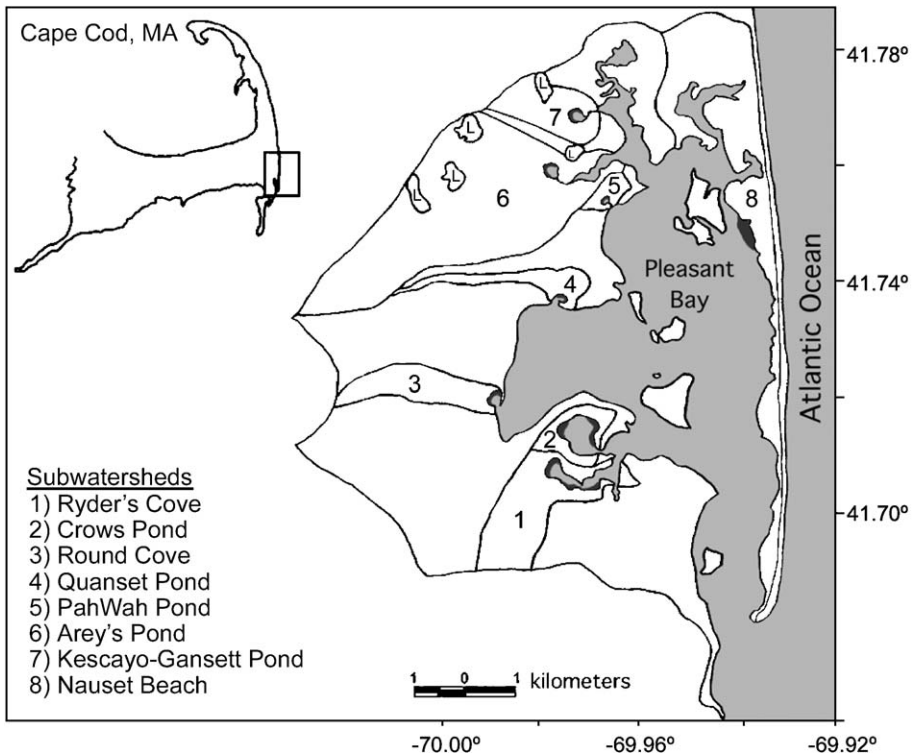 Cape Cod, MA
41.78º
L
7
L
L
5
L
L
6
8
Pleasant
Bay
4
41.74º
Atlantic Ocean
3
2
Subwatersheds
1) Ryder's Cove
2) Crows Pond
3) Round Cove
4) Quanset Pond
5) PahWah Pond
6) Arey's Pond
7) Kescayo-Gansett Pond
8) Nauset Beach
1
41.70º
1 0 1 kilometers
-70.00º -69.96º -69.92º